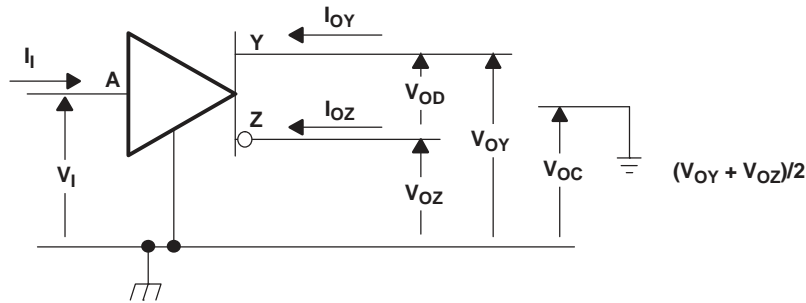 I_OY
I_I
A
Y
V_OD
I_OZ
Z
V_OY
V_I
V_OZ
V_OC
(V_OY + V_OZ)/2